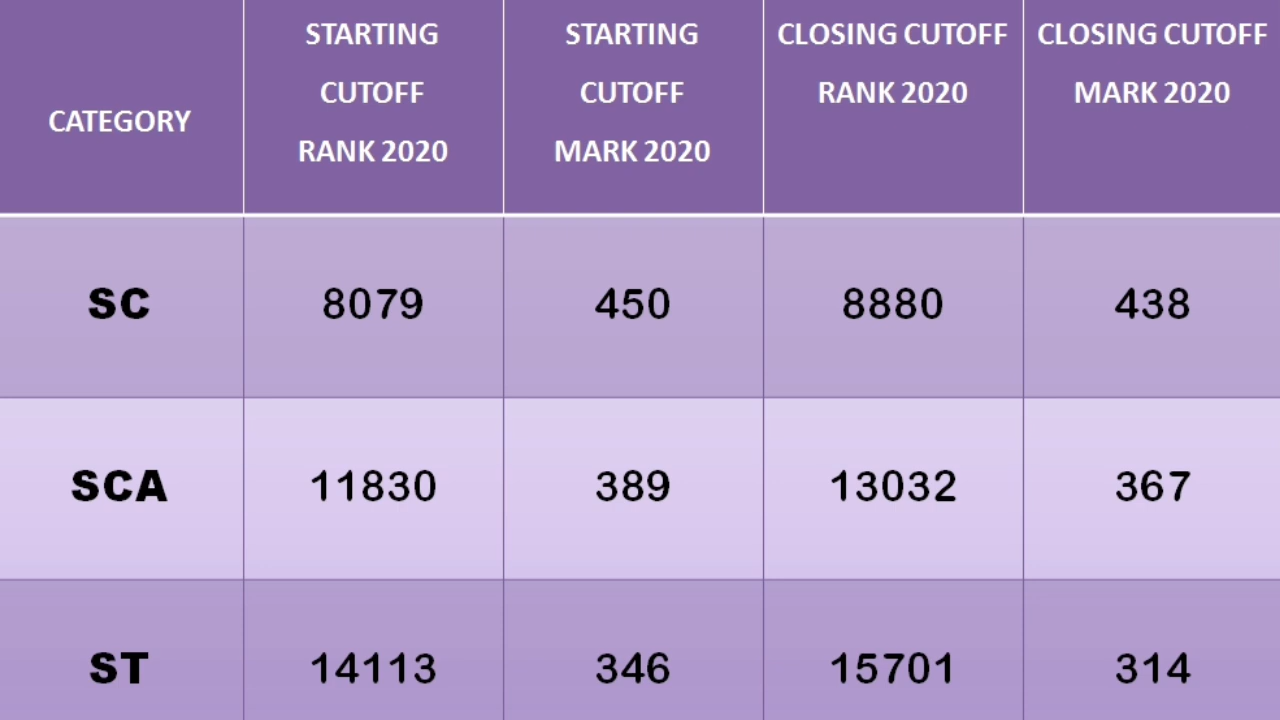 CATEGORY
STARTING
CUTOFF
RANK 2020
STARTING
CUTOFF
MARK 2020
CLOSING CUTOFF
RANK 2020
CLOSING CUTOFF
MARK 2020
SC 8079 450 8880 438
SCA 11830 389 13032 367
ST 14113 346 15701 314